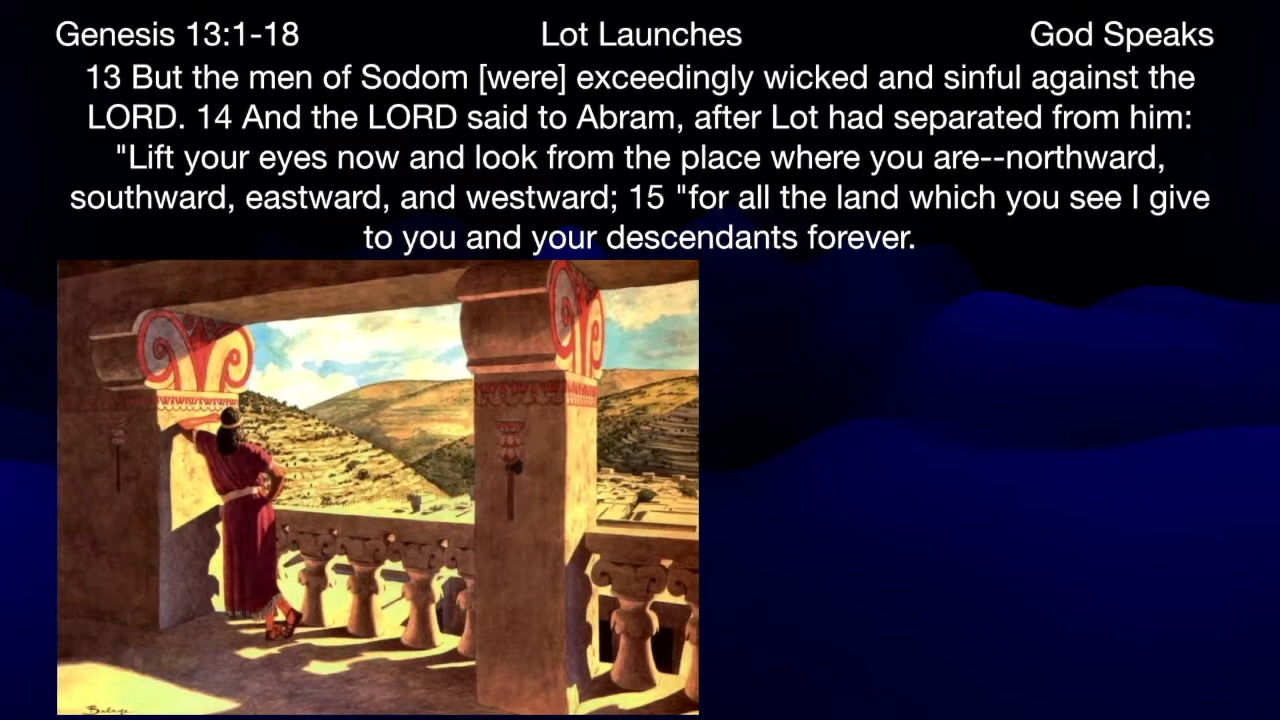 Genesis 13:1-18 Lot Launches God Speaks
13 But the men of Sodom [were] exceedingly wicked and sinful against the
LORD. 14 And the LORD said to Abram, after Lot had separated from him:
"Lift your eyes now and look from the place where you are--northward,
southward, eastward, and westward; 15 "for all the land which you see I give
to you and your descendants forever.